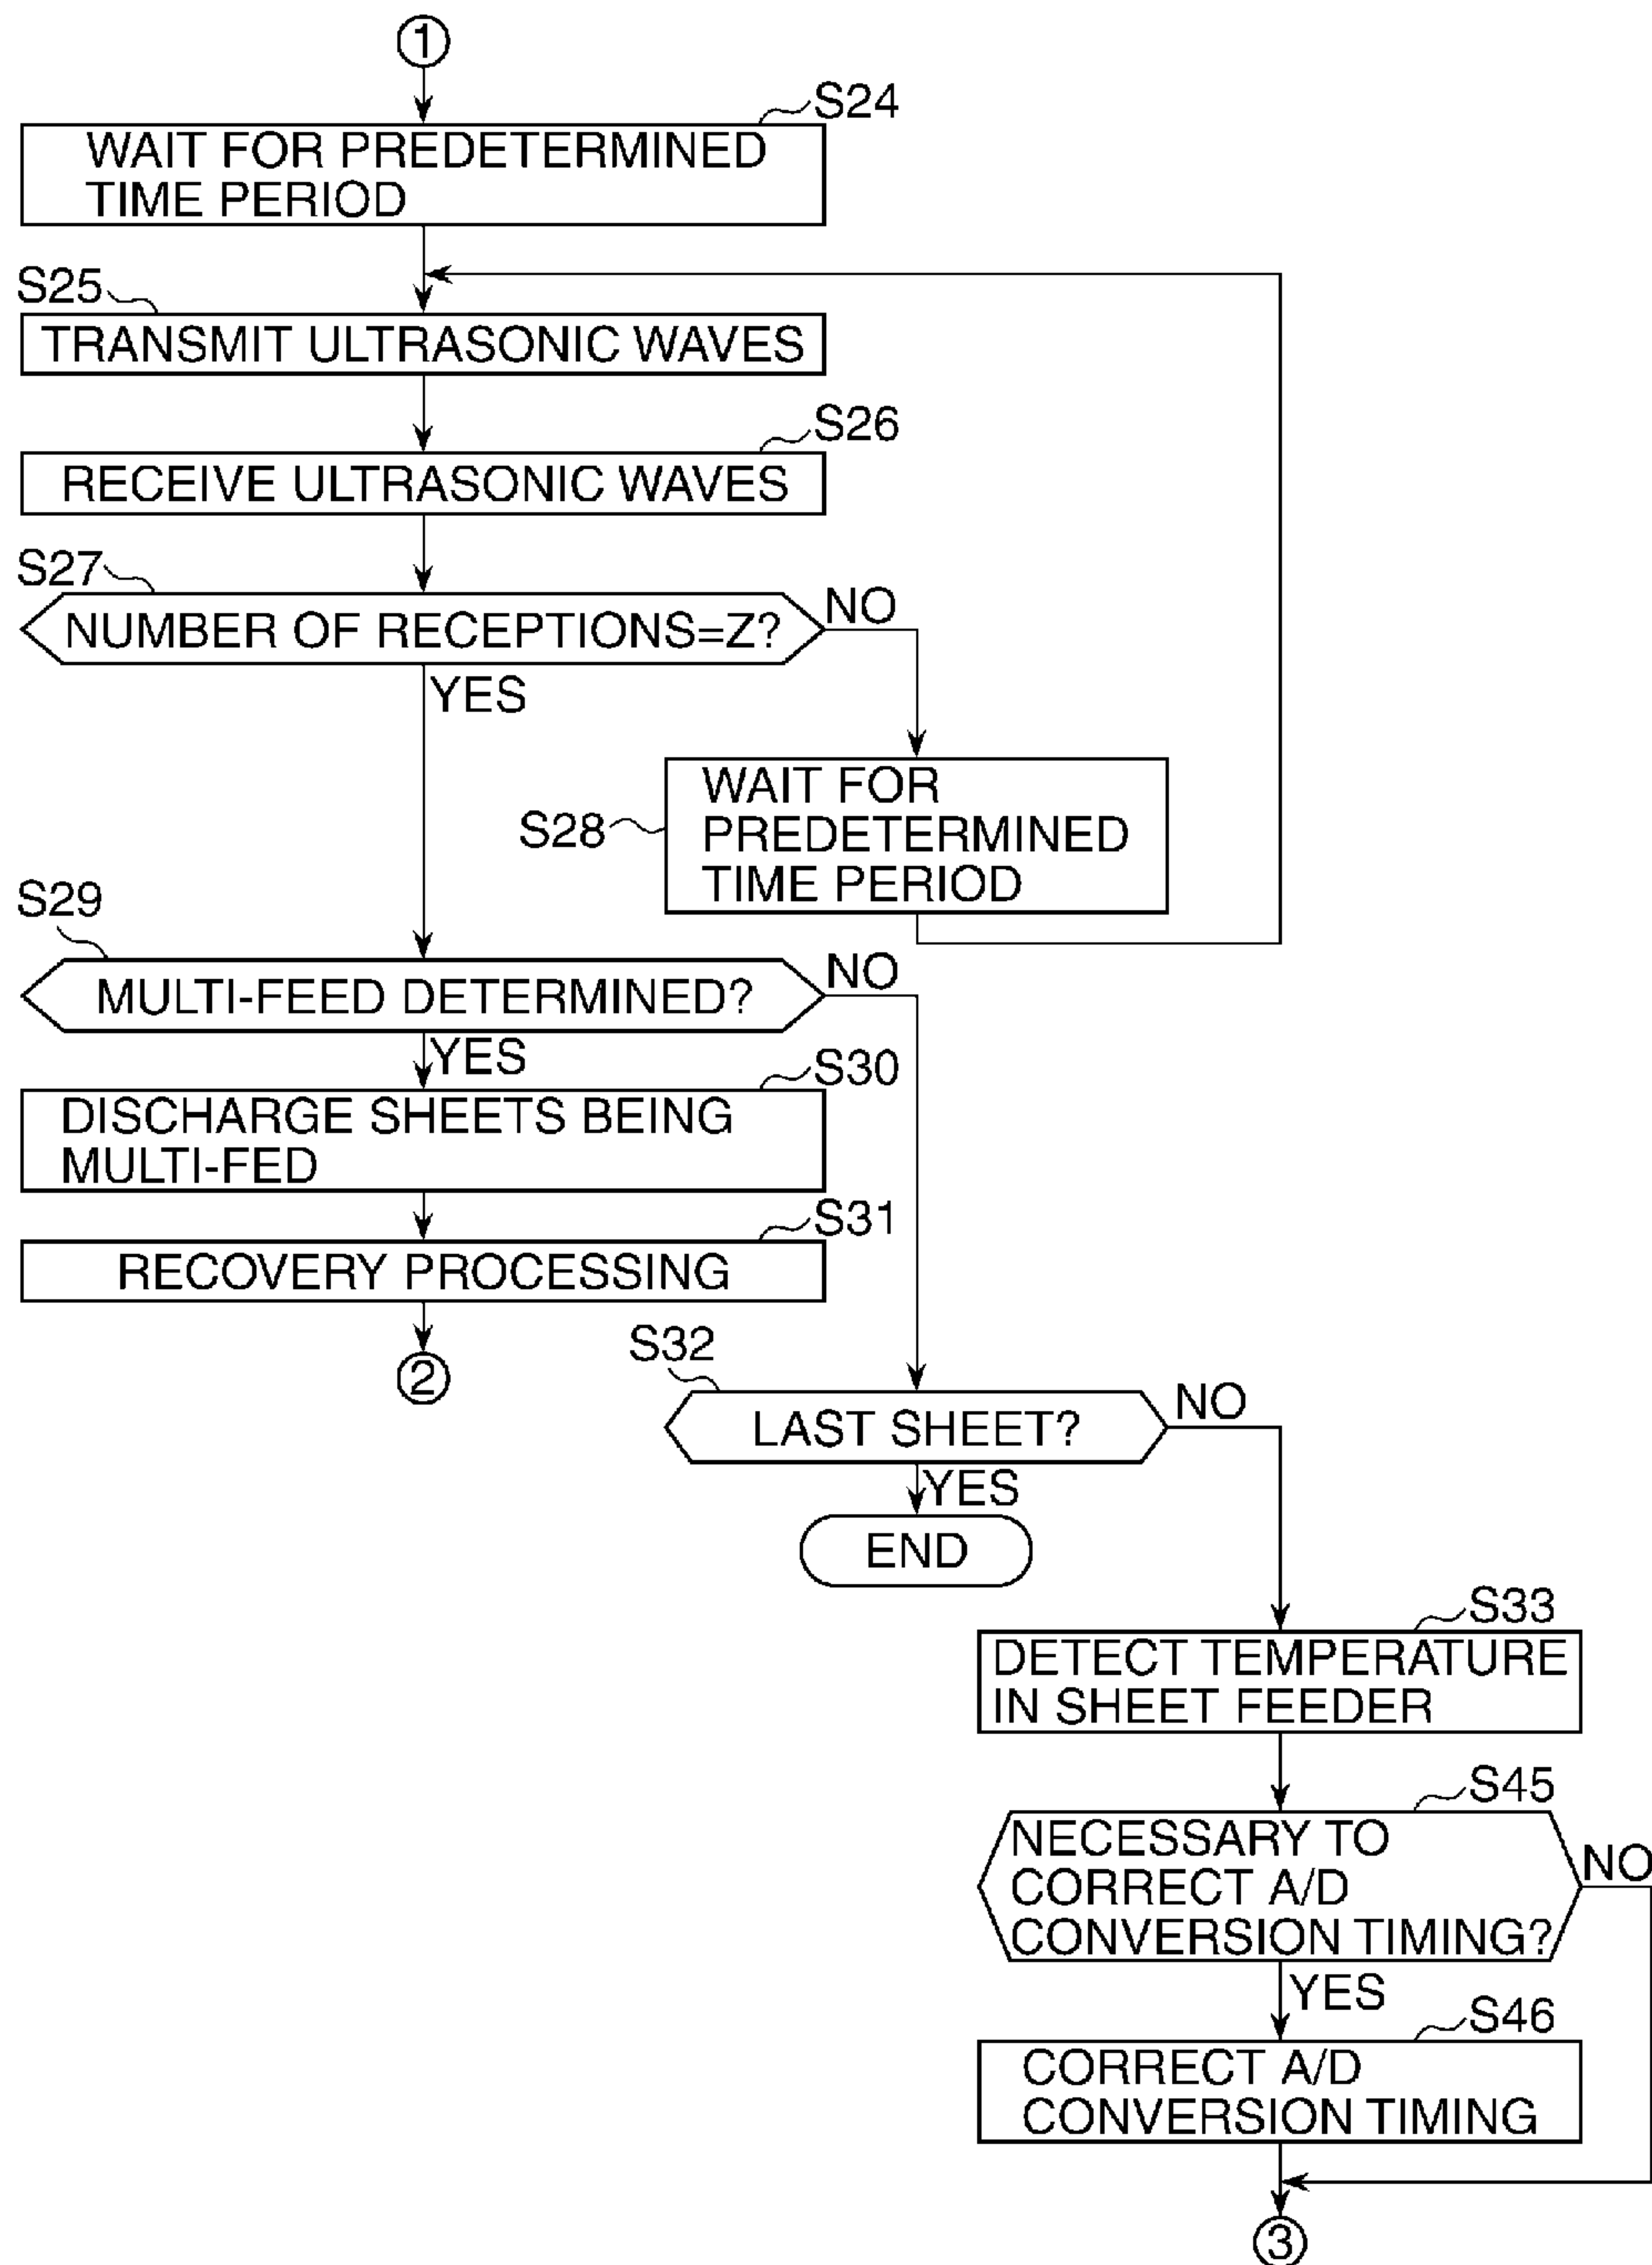 1
S24
WAIT FOR PREDETERMINED
TIME PERIOD
S25
TRANSMIT ULTRASONIC WAVES
S26
RECEIVE ULTRASONIC WAVES
S27
NUMBER OF RECEPTIONS=Z?
NO
YES
S28
WAIT FOR
PREDETERMINED
TIME PERIOD
S29
MULTI-FEED DETERMINED?
NO
YES
S30
DISCHARGE SHEETS BEING
MULTI-FED
S31
RECOVERY PROCESSING
2
S32
LAST SHEET?
NO
YES
END
S33
DETECT TEMPERATURE
IN SHEET FEEDER
S45
NECESSARY TO
CORRECT A/D
CONVERSION TIMING?
NO
YES
S46
CORRECT A/D
CONVERSION TIMING
3